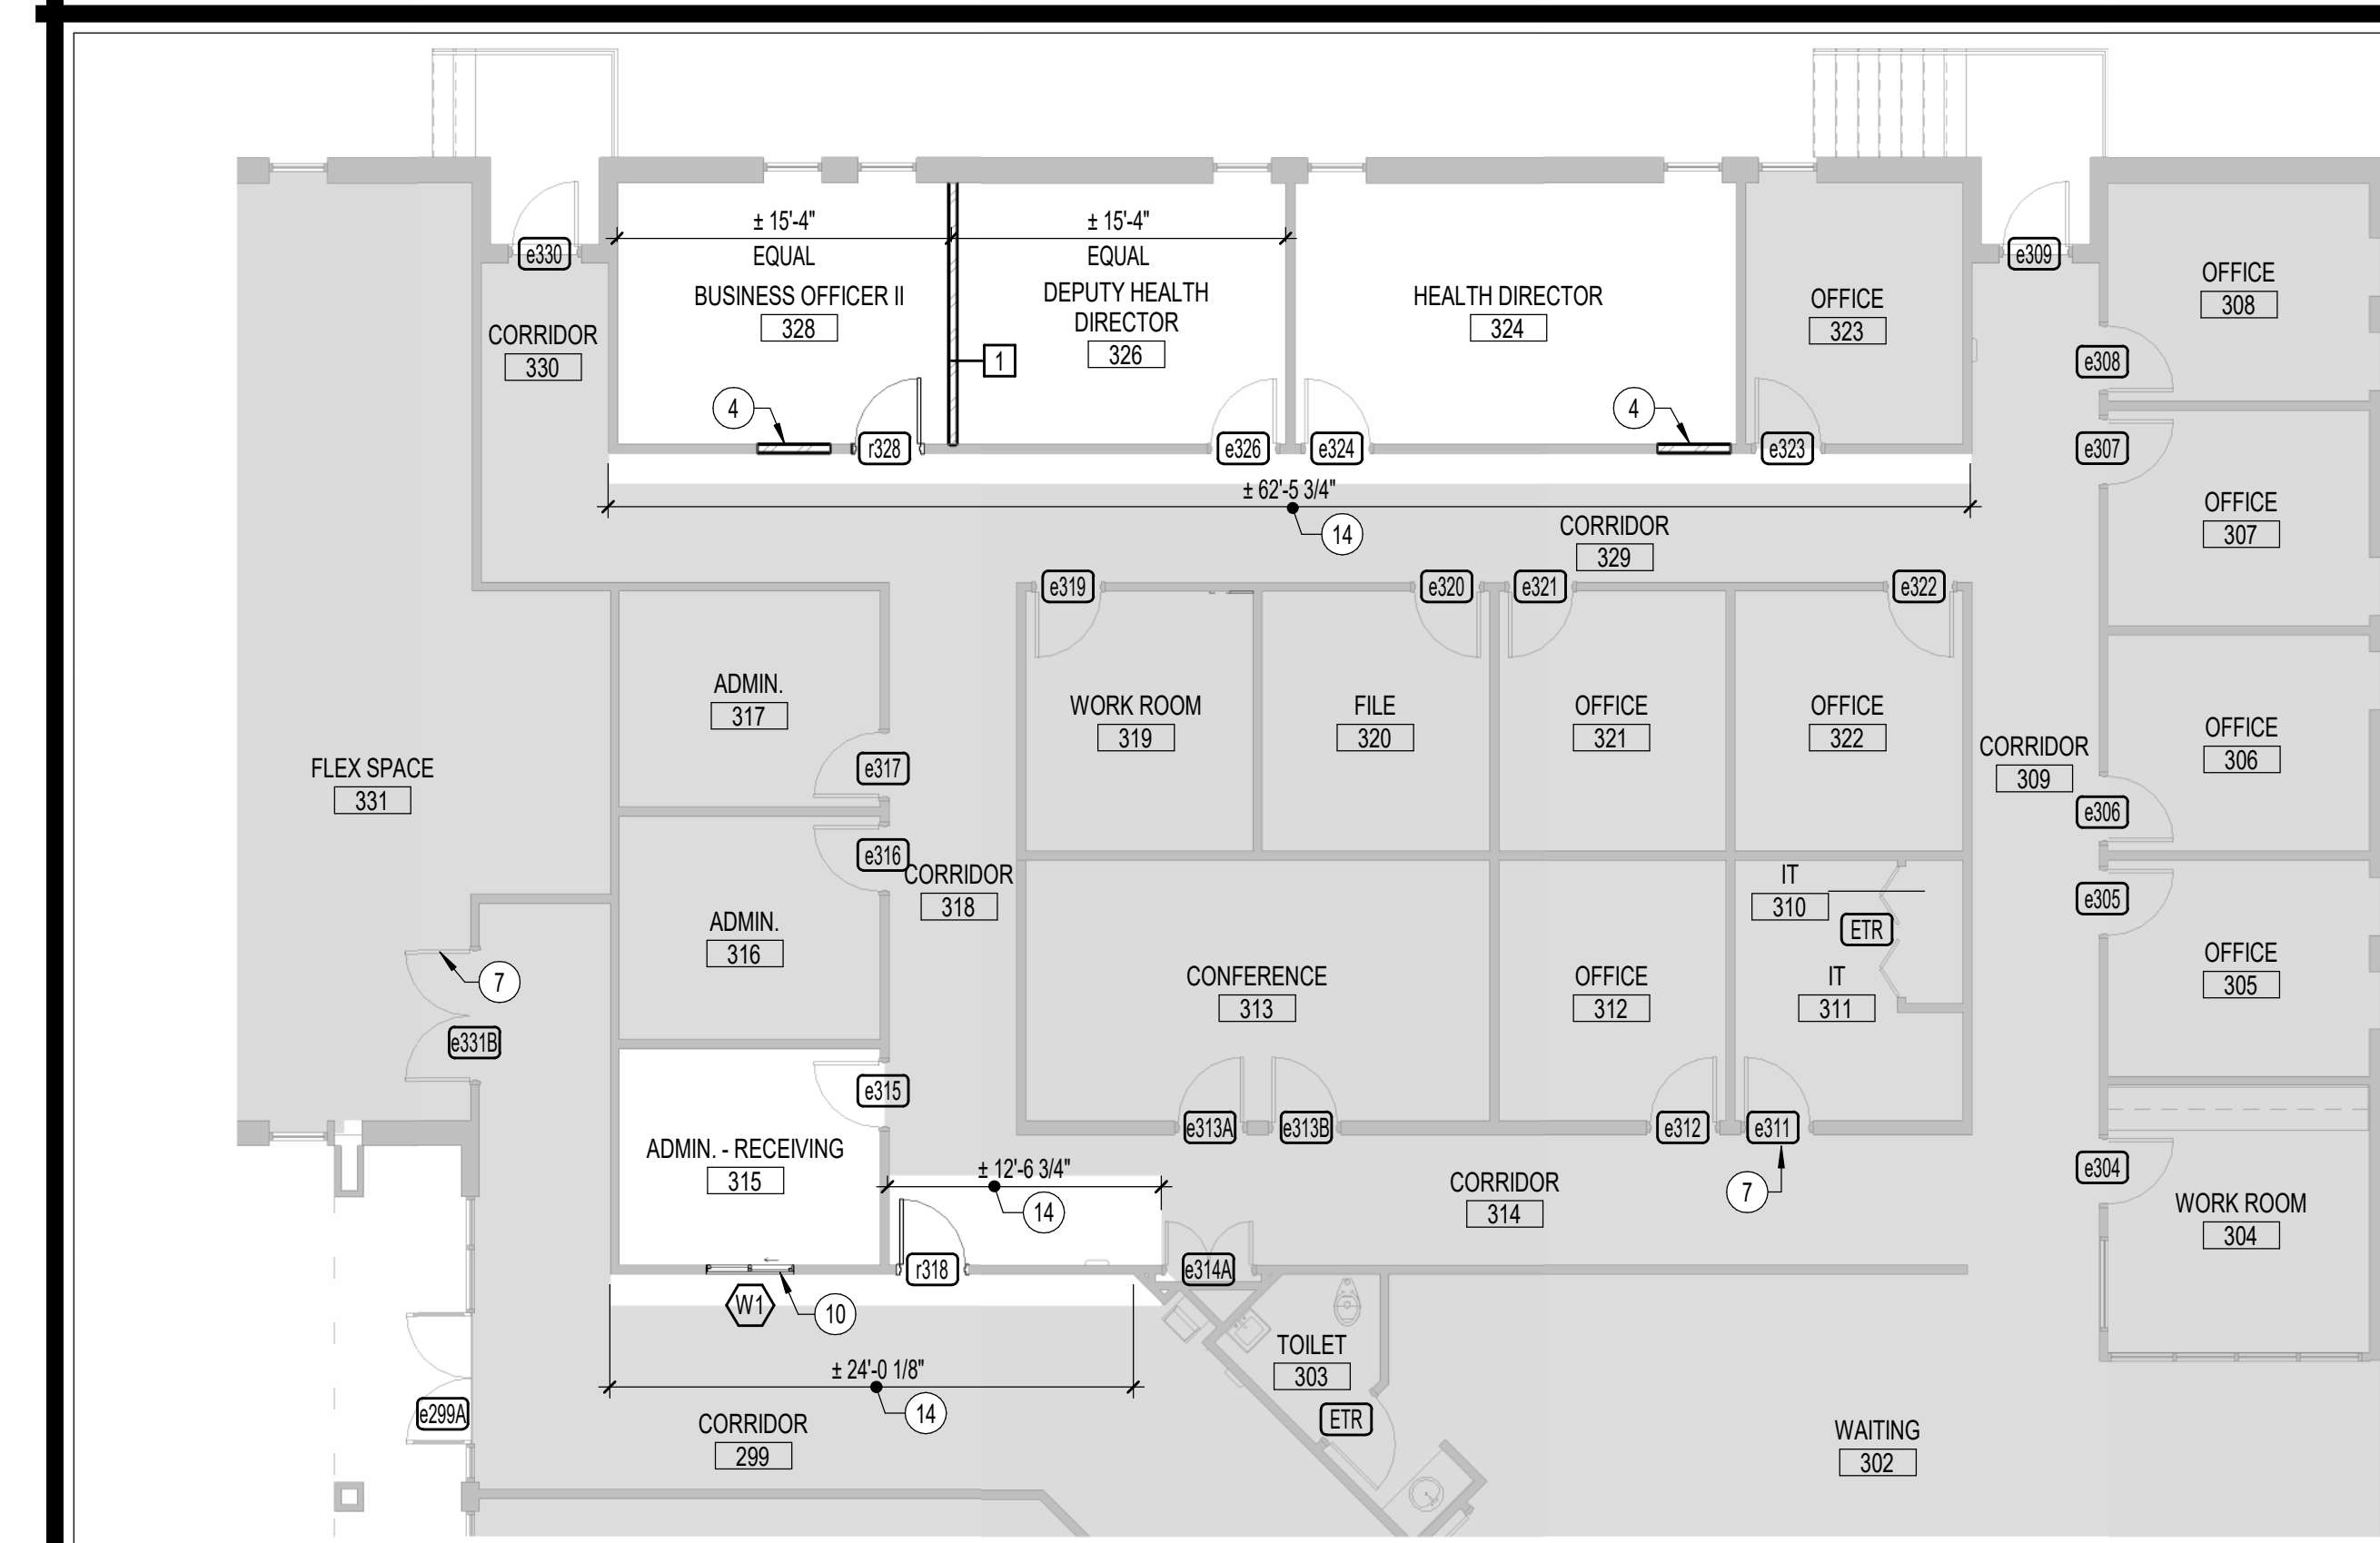 ± 15'-4"
EQUAL
BUSINESS OFFICER II
328
± 15'-4"
EQUAL
DEPUTY HEALTH
DIRECTOR
326
HEALTH DIRECTOR
324
OFFICE
323
OFFICE
308
e330
e309
CORRIDOR
330
1
e308
4
4
r328
e326
e324
e323
e307
± 62'-5 3/4"
14
CORRIDOR
329
OFFICE
307
e319
e320
e321
e322
ADMIN.
317
WORK ROOM
319
FILE
320
OFFICE
321
OFFICE
322
CORRIDOR
309
OFFICE
306
FLEX SPACE
331
e317
e306
e316
CORRIDOR
318
IT
310
ETR
e305
ADMIN.
316
7
CONFERENCE
313
OFFICE
312
IT
311
OFFICE
305
e331B
e315
e313A
e313B
e312
e311
ADMIN. - RECEIVING
315
± 12'-6 3/4"
14
CORRIDOR
314
7
e304
WORK ROOM
304
r318
e314A
W1
10
TOILET
303
± 24'-0 1/8"
14
e299A
CORRIDOR
299
ETR
WAITING
302